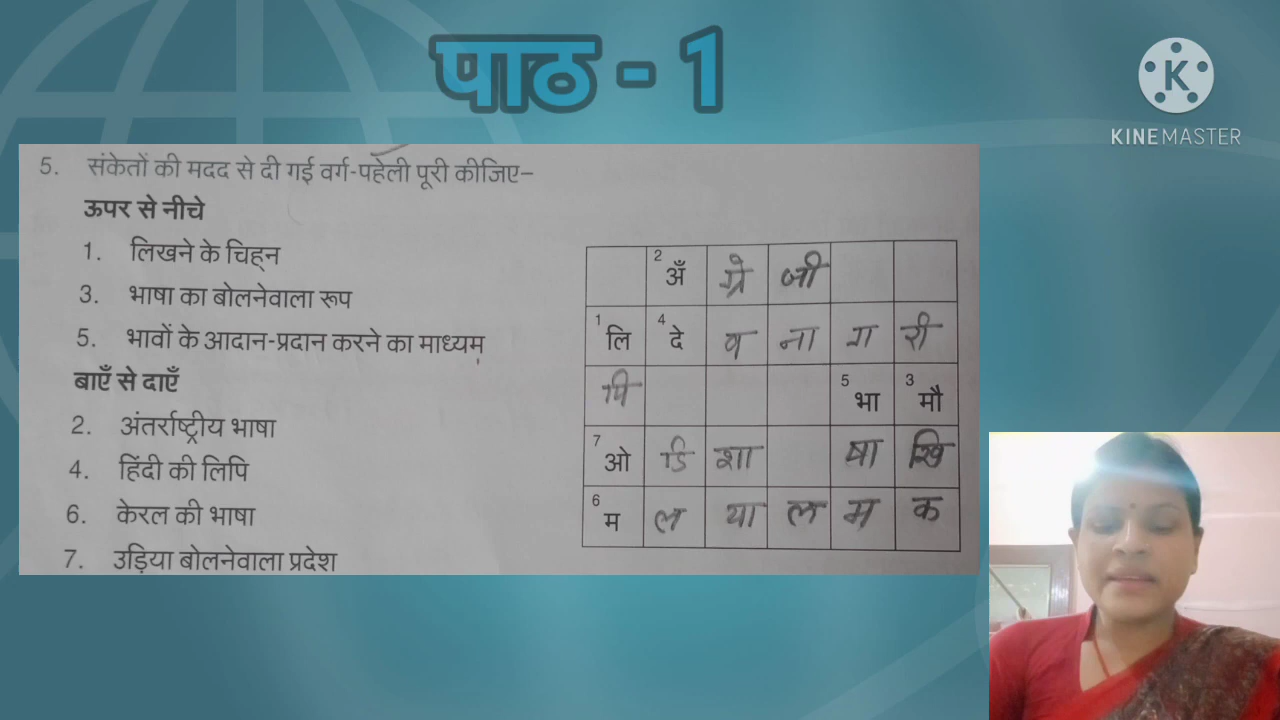 पाठ - 1
KINEMASTER
5. संकेतों की मदद से दी गई वर्ग-पहेली पूरी कीजिए–
ऊपर से नीचे
1. लिखने के चिह्न
3. भाषा का बोलनेवाला रूप
5. भावों के आदान-प्रदान करने का माध्यम
बाएँ से दाएँ
2. अंतर्राष्ट्रीय भाषा
4. हिंदी की लिपि
6. केरल की भाषा
7. उड़िया बोलनेवाला प्रदेश
2 अँ ग्रे जी
1 लि 4 दे व ना ग री
पि 5 भा 3 मौ
7 ओ डि शा षा खि
6 म ल या ल म क